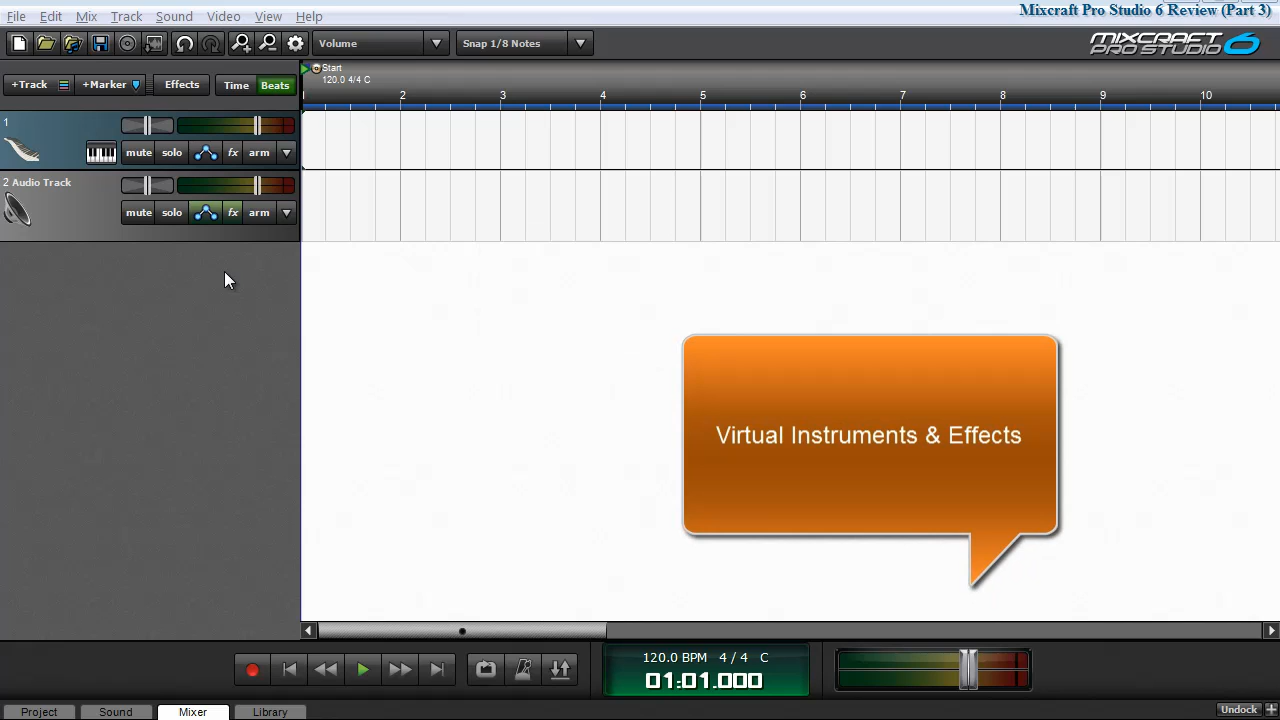 Mixcraft Pro Studio 6 Review (Part 3)
File Edit Mix Track Sound Video View Help
Volume Snap 1/8 Notes
MIXCRAFT
PRO STUDIO 6
+Track +Marker Effects Time Beats
Start
120.0 4/4 C
2 3 4 5 6 7 8 9 10
1
mute solo fx arm
2 Audio Track
mute solo fx arm
Virtual Instruments & Effects
120.0 BPM 4 / 4 C
01:01.000
Project Sound Mixer Library Undock